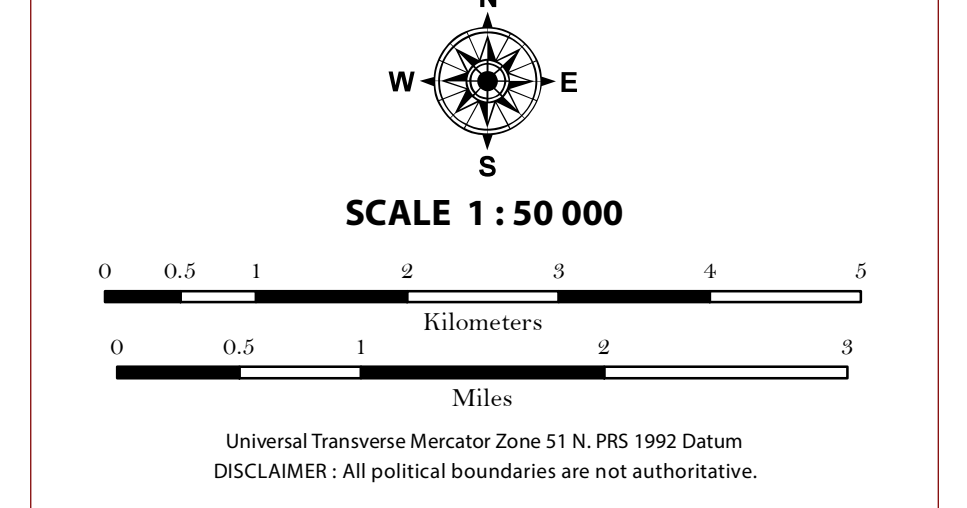 N
W E
S
SCALE 1 : 50 000
0 0.5 1 2 3 4 5
Kilometers
0 0.5 1 2 3
Miles
Universal Transverse Mercator Zone 51 N. PRS 1992 Datum
DISCLAIMER : All political boundaries are not authoritative.